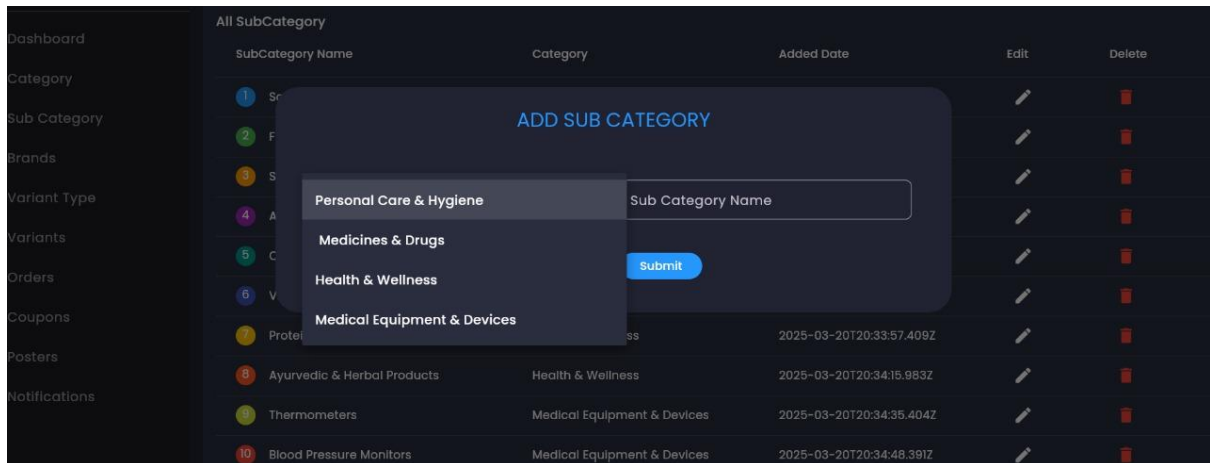 All SubCategory
Dashboard
SubCategory Name Category Added Date Edit Delete
Category
1
Sub Category
ADD SUB CATEGORY
2
Brands
3
Variant Type
Personal Care & Hygiene Sub Category Name
4
Medicines & Drugs
Variants
5
Submit
Orders
Health & Wellness
6
Coupons
Medical Equipment & Devices
7 2025-03-20T20:33:57.409Z
Posters
8 Ayurvedic & Herbal Products Health & Wellness 2025-03-20T20:34:15.983Z
Notifications
9 Thermometers Medical Equipment & Devices 2025-03-20T20:34:35.404Z
10 Blood Pressure Monitors Medical Equipment & Devices 2025-03-20T20:34:48.391Z